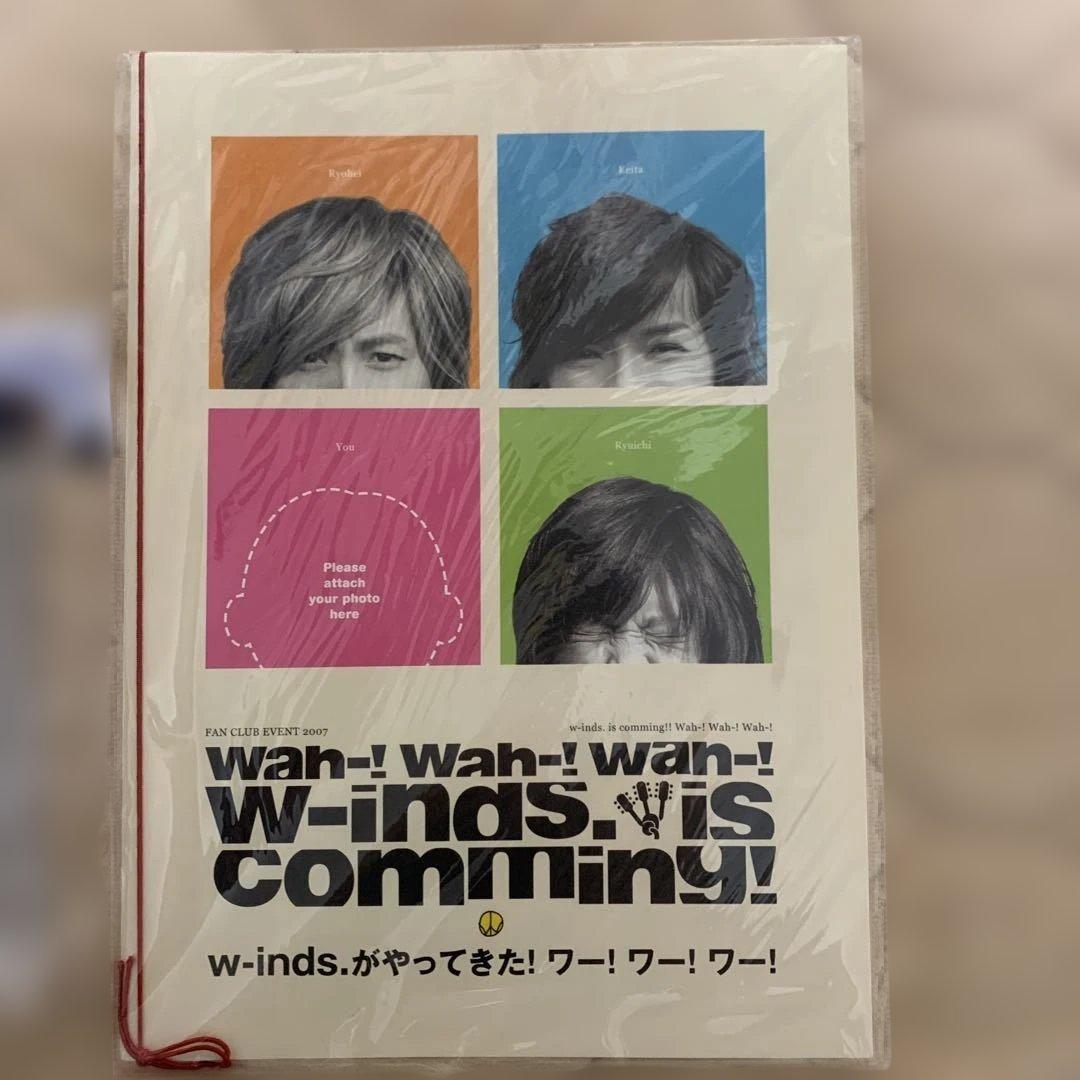 Ryohei
Keita
You
Please
attach
your photo
here
Ryuichi
FAN CLUB EVENT 2007
w-inds. is comming!! Wah-! Wah-! Wah-!
wah-! wah-! wah-!
w-inds. is
comming!
w-inds.がやってきた! ワー! ワー! ワー!